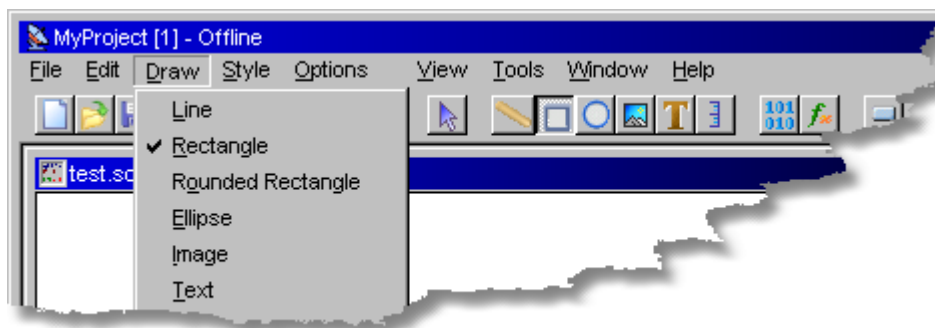 MyProject [1] - Offline
File Edit Draw Style Options View Tools Window Help
T 101 010 f
Line
Rectangle
test.sc
Rounded Rectangle
Ellipse
Image
Text